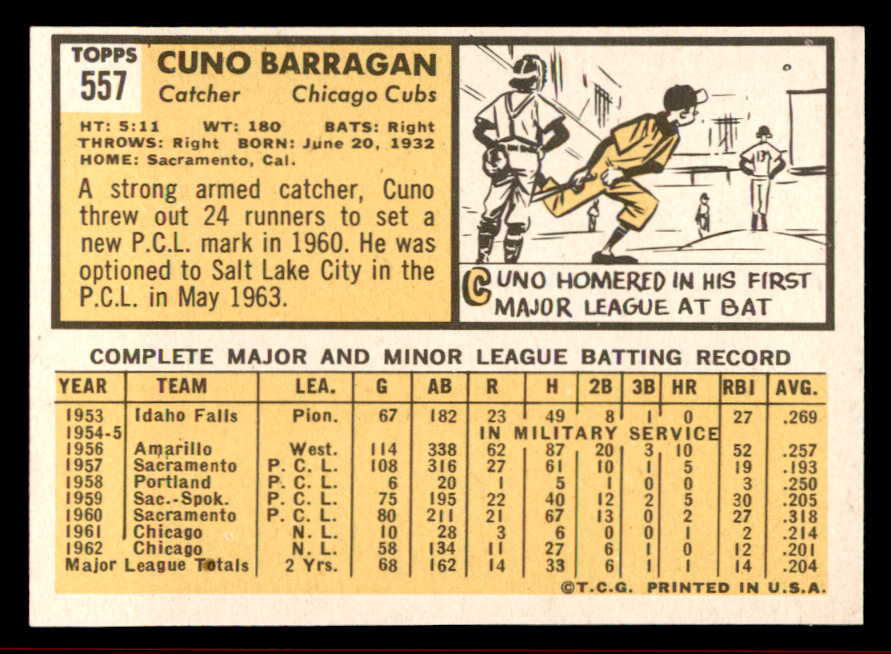 TOPPS
557
CUNO BARRAGAN
Catcher Chicago Cubs
HT: 5:11 WT: 180 BATS: Right
THROWS: Right BORN: June 20, 1932
HOME: Sacramento, Cal.
A strong armed catcher, Cuno
threw out 24 runners to set a
new P.C.L. mark in 1960. He was
optioned to Salt Lake City in the
P.C.L. in May 1963.
13
CUNO HOMERED IN HIS FIRST
MAJOR LEAGUE AT BAT
COMPLETE MAJOR AND MINOR LEAGUE BATTING RECORD
YEAR TEAM LEA. G AB R H 2B 3B HR RBI AVG.
1953 Idaho Falls Pion. 67 182 23 49 8 1 0 27 .269
1954-5 IN MILITARY SERVICE
1956 Amarillo West. 114 338 62 87 20 3 10 52 .257
1957 Sacramento P. C. L. 108 316 27 61 10 1 5 19 .193
1958 Portland P. C. L. 6 20 1 5 1 0 0 3 .250
1959 Sac.-Spok. P. C. L. 75 195 22 40 12 2 5 30 .205
1960 Sacramento P. C. L. 80 211 21 67 13 0 2 27 .318
1961 Chicago N. L. 10 28 3 6 0 0 1 2 .214
1962 Chicago N. L. 58 134 11 27 6 1 0 12 .201
Major League Totals 2 Yrs. 68 162 14 33 6 1 1 14 .204
©T.C.G. PRINTED IN U.S.A.